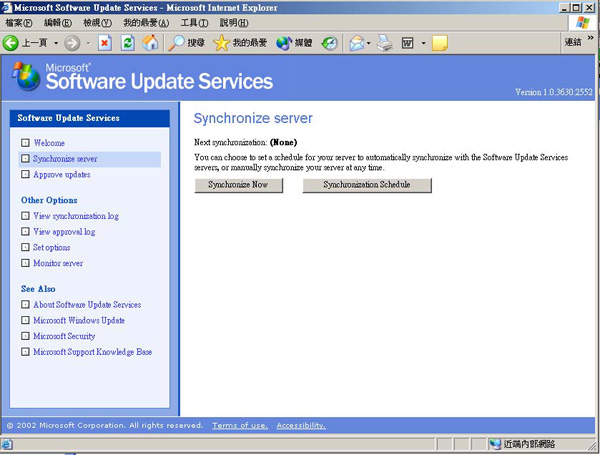 Microsoft Software Update Services - Microsoft Internet Explorer
檔案(F) 編輯(E) 檢視(V) 我的最愛(A) 工具(T) 說明(H)
上一頁 搜尋 我的最愛 媒體 連結 »
Microsoft®
Software Update Services
Version 1.0.3630.2552
Software Update Services
Welcome
Synchronize server
Approve updates
Other Options
View synchronization log
View approval log
Set options
Monitor server
See Also
About Software Update Services
Microsoft Windows Update
Microsoft Security
Microsoft Support Knowledge Base
Synchronize server
Next synchronization: (None)
You can choose to set a schedule for your server to automatically synchronize with the Software Update Services
servers, or manually synchronize your server at any time.
Synchronize Now Synchronization Schedule
© 2002 Microsoft Corporation. All rights reserved. Terms of use. Accessibility.
近端內部網路